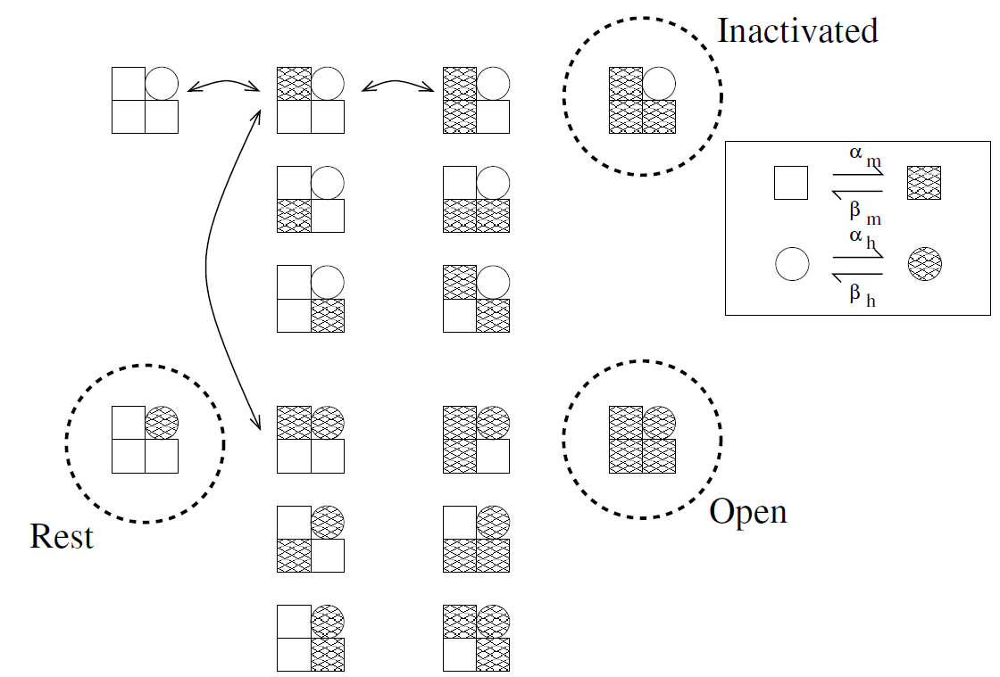 Inactivated
α m
β m
α h
β h
Rest
Open